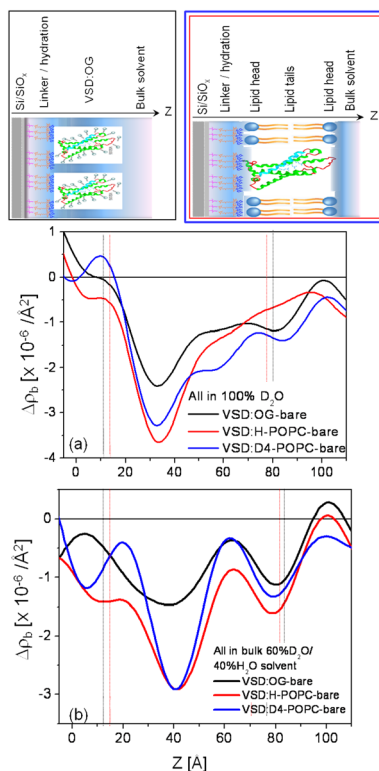 Si/SiOx
Linker / hydration
VSD:OG
Bulk solvent
Z
Si/SiOx
Linker / hydration
Lipid head
Lipid tails
Lipid head
Bulk solvent
Z
1
0
-1
-2
-3
-4
Δρb [x 10-6 /Å2]
0 20 40 60 80 100
All in 100% D2O
VSD:OG-bare
VSD:H-POPC-bare
VSD:D4-POPC-bare
(a)
0
-1
-2
-3
Δρb [x 10-6 /Å2]
All in bulk 60%D2O/
40%H2O solvent
VSD:OG-bare
VSD:H-POPC-bare
VSD:D4-POPC-bare
(b)
0 20 40 60 80 100
Z [Å]